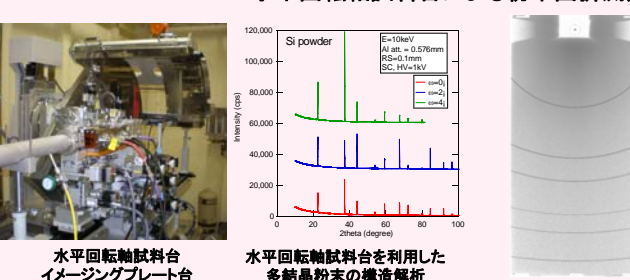 Si powder
E=10keV
Al att. = 0.576mm
RS=0.1mm
SC, HV=1kV
ω=0¡
ω=2¡
ω=4¡
Intensity (cps)
120,000
100,000
80,000
60,000
40,000
20,000
0
0 20 40 60 80 100
2theta (degree)
水平回転軸試料台
イメージングプレート台
水平回転軸試料台を利用した
多結晶粉末の構造解析